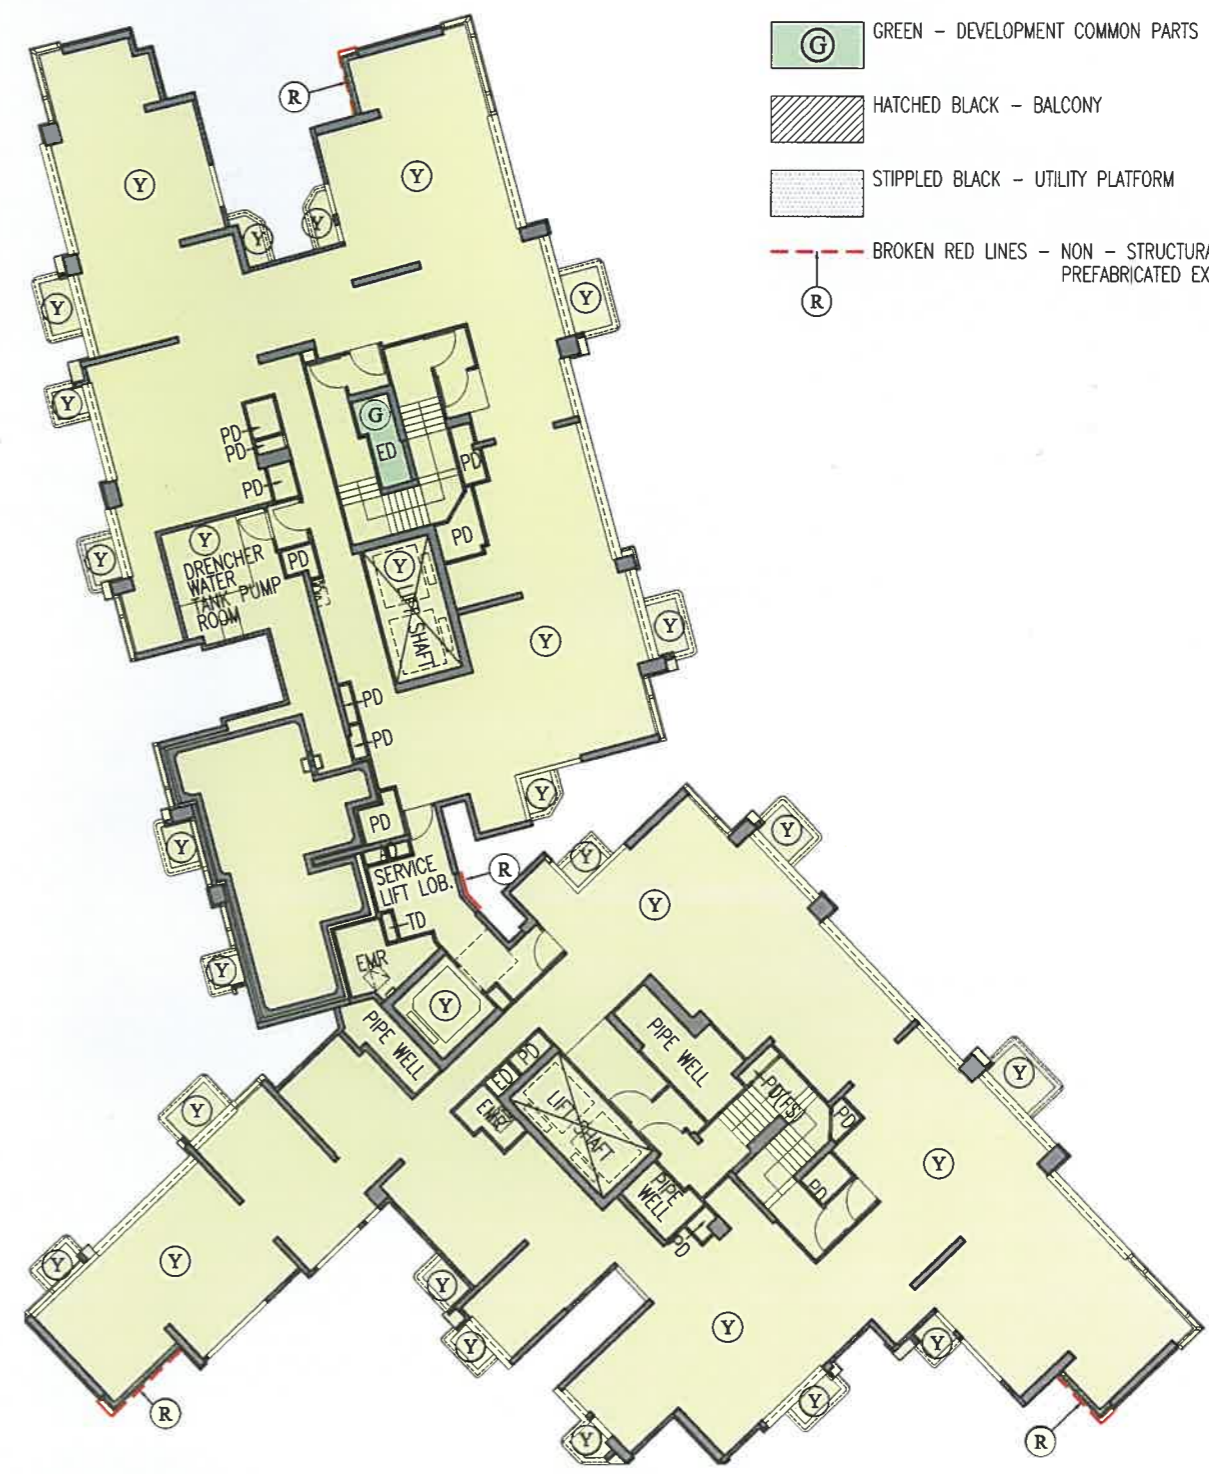 G
GREEN – DEVELOPMENT COMMON PARTS
HATCHED BLACK – BALCONY
STIPPLED BLACK – UTILITY PLATFORM
BROKEN RED LINES – NON – STRUCTURA
PREFABRICATED EX
R
R
Y
Y
Y
Y
Y
Y
Y
G
ED
PD
PD
PD
PD
PD
Y
Y
DRENCHER
WATER
TANK PUMP
ROOM
PD
Y
LIFT SHAFT
Y
Y
PD
PD
Y
PD
AD
SERVICE
LIFT LOB.
TD
R
Y
Y
Y
Y
Y
EMR
Y
PIPE WELL
PIPE WELL
PD
ED
EMR
LIFT SHAFT
PD(FS)
PD
PD
PIPE
WELL
PD
Y
Y
Y
Y
Y
Y
Y
Y
Y
Y
Y
R
R